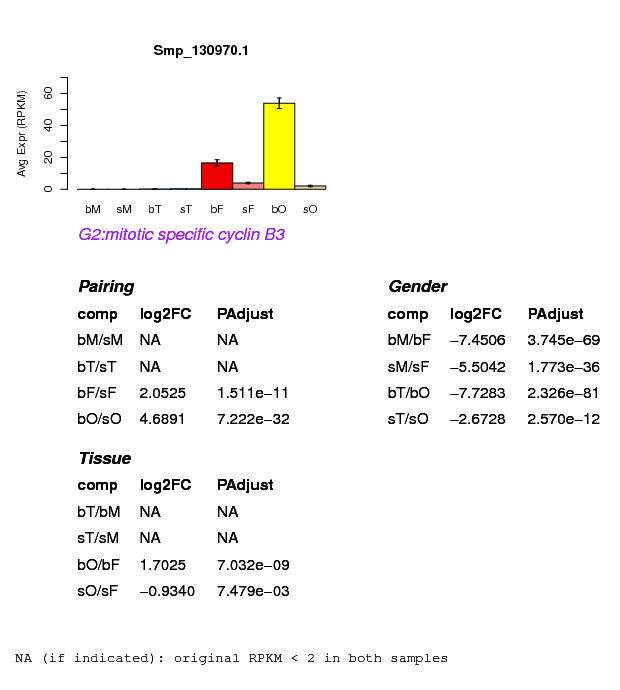 Smp_130970.1
Avg Expr (RPKM)
60
40
20
0
bM sM bT sT bF sF bO sO
G2:mitotic specific cyclin B3
Pairing
comp log2FC PAdjust
bM/sM NA NA
bT/sT NA NA
bF/sF 2.0525 1.511e−11
bO/sO 4.6891 7.222e−32
Gender
comp log2FC PAdjust
bM/bF −7.4506 3.745e−69
sM/sF −5.5042 1.773e−36
bT/bO −7.7283 2.326e−81
sT/sO −2.6728 2.570e−12
Tissue
comp log2FC PAdjust
bT/bM NA NA
sT/sM NA NA
bO/bF 1.7025 7.032e−09
sO/sF −0.9340 7.479e−03
NA (if indicated): original RPKM < 2 in both samples